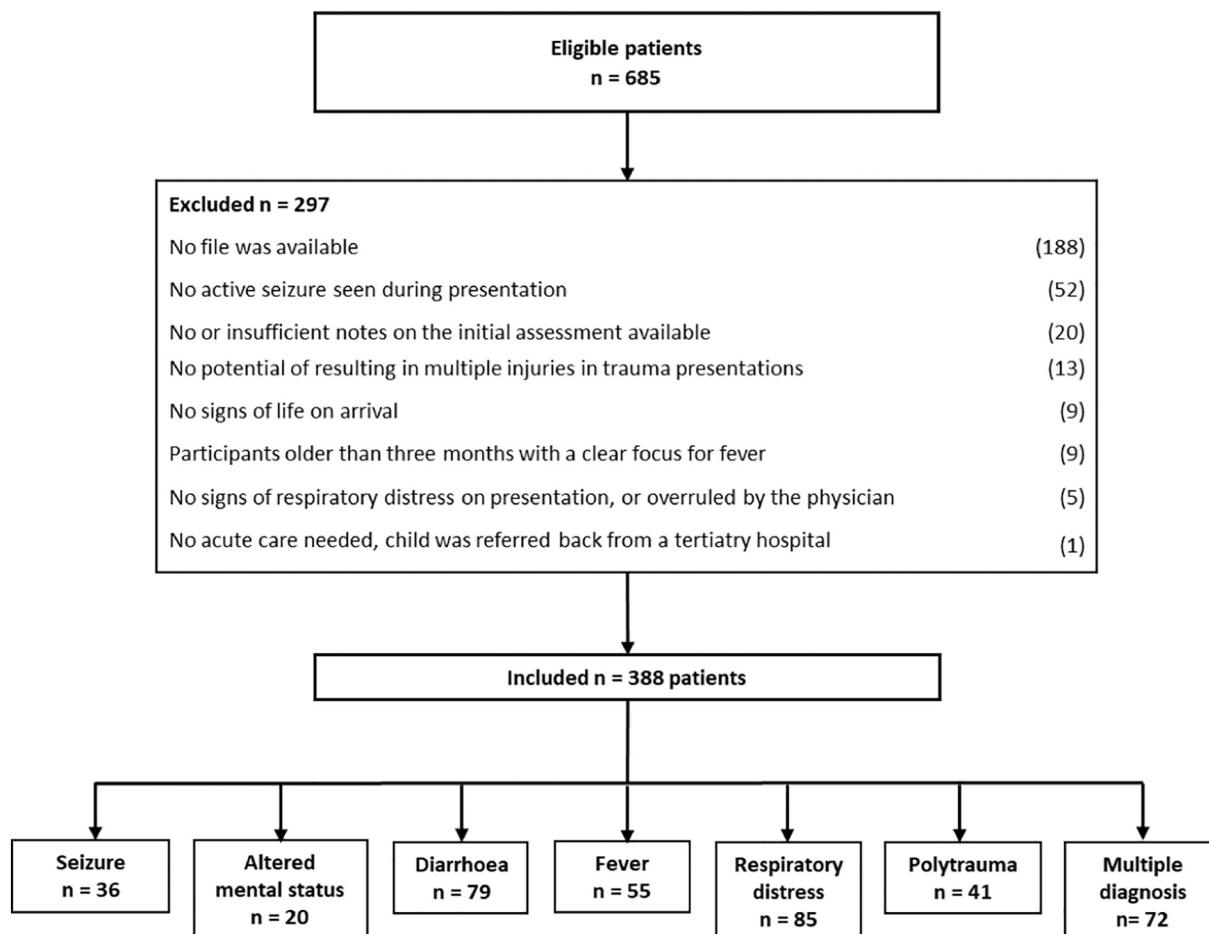 Eligible patients
n = 685
Excluded n = 297
No file was available (188)
No active seizure seen during presentation (52)
No or insufficient notes on the initial assessment available (20)
No potential of resulting in multiple injuries in trauma presentations (13)
No signs of life on arrival (9)
Participants older than three months with a clear focus for fever (9)
No signs of respiratory distress on presentation, or overruled by the physician (5)
No acute care needed, child was referred back from a tertiatry hospital (1)
Included n = 388 patients
Seizure
n = 36
Altered
mental status
n = 20
Diarrhoea
n = 79
Fever
n = 55
Respiratory
distress
n = 85
Polytrauma
n = 41
Multiple
diagnosis
n= 72